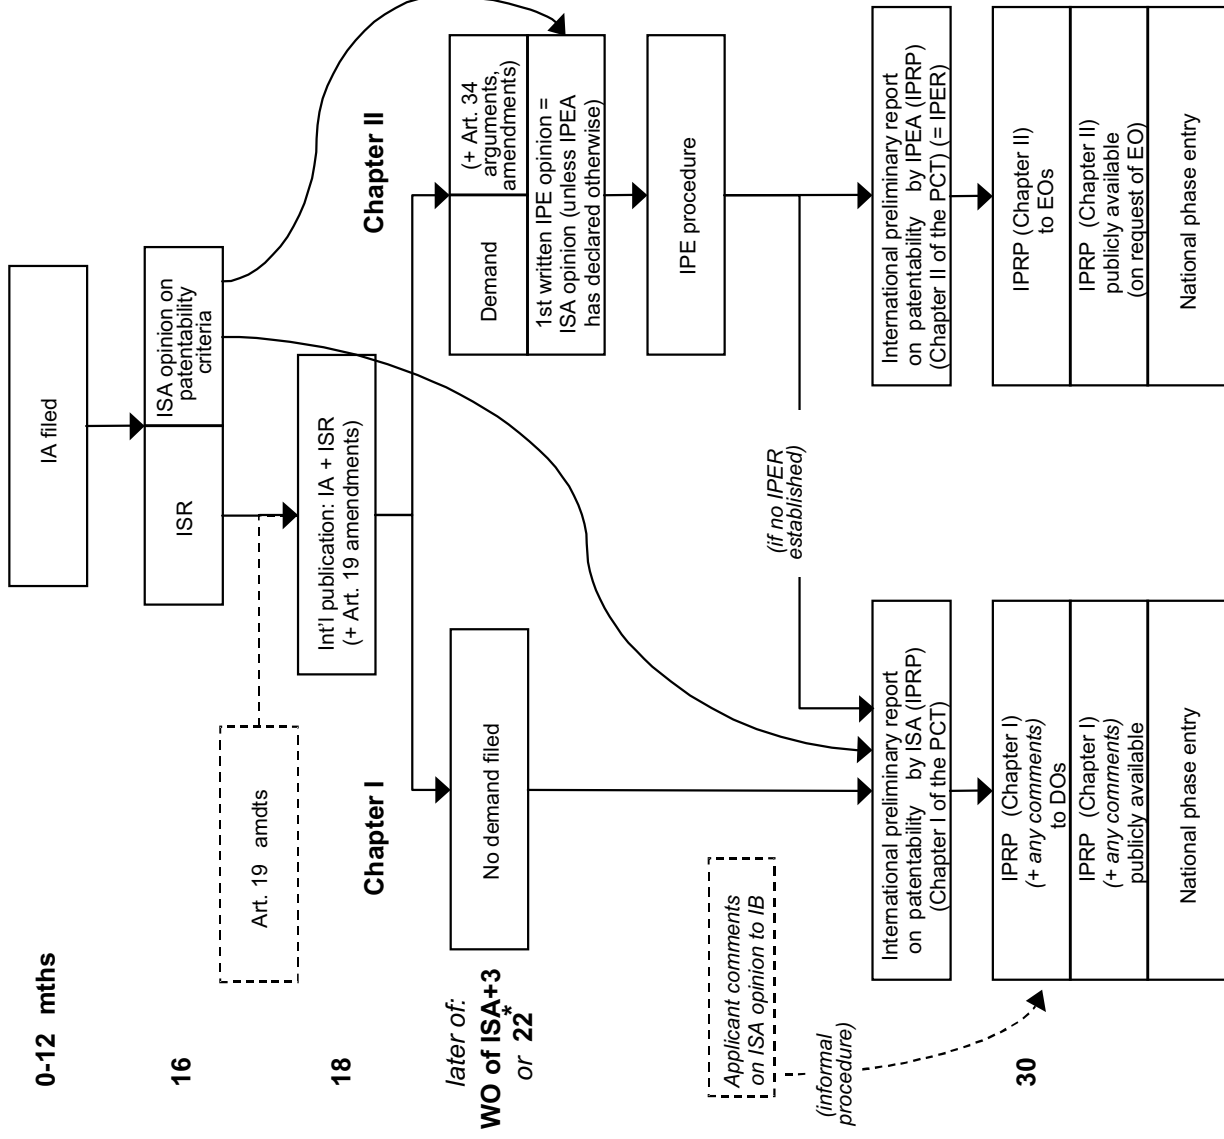 0-12 mths
IA filed
16
ISR
ISA opinion on
patentability
criteria
Art. 19 amdts
18
Int'l publication: IA + ISR
(+ Art. 19 amendments)
Chapter I
Chapter II
later of:
WO of ISA+3
or 22*
No demand filed
Demand
(+ Art. 34
arguments,
amendments)
1st written IPE opinion =
ISA opinion (unless IPEA
has declared otherwise)
IPE procedure
Applicant comments
on ISA opinion to IB
(informal
procedure)
(if no IPER
established)
International preliminary report
on patentability by ISA (IPRP)
(Chapter I of the PCT)
International preliminary report
on patentability by IPEA (IPRP)
(Chapter II of the PCT) (= IPER)
30
IPRP (Chapter I)
(+ any comments)
to DOs
IPRP (Chapter I)
(+ any comments)
publicly available
National phase entry
IPRP (Chapter II)
to EOs
IPRP (Chapter II)
publicly available
(on request of EO)
National phase entry